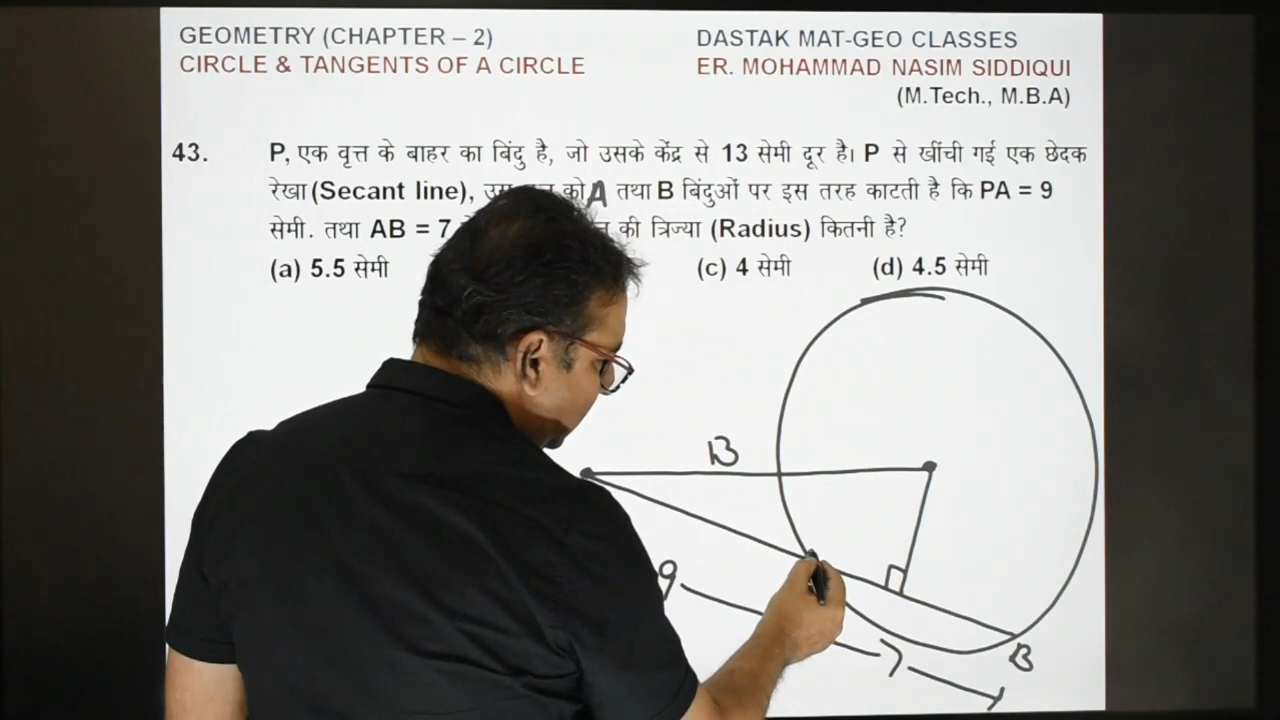 GEOMETRY (CHAPTER – 2)
DASTAK MAT-GEO CLASSES
CIRCLE & TANGENTS OF A CIRCLE
ER. MOHAMMAD NASIM SIDDIQUI
(M.Tech., M.B.A)
43. P, एक वृत्त के बाहर का बिंदु है, जो उसके केंद्र से 13 सेमी दूर है। P से खींची गई एक छेदक
रेखा (Secant line), को A तथा B बिंदुओं पर इस तरह काटती है कि PA = 9
सेमी. तथा AB = 7 की त्रिज्या (Radius) कितनी है?
(a) 5.5 सेमी (c) 4 सेमी (d) 4.5 सेमी
13
9
7
B